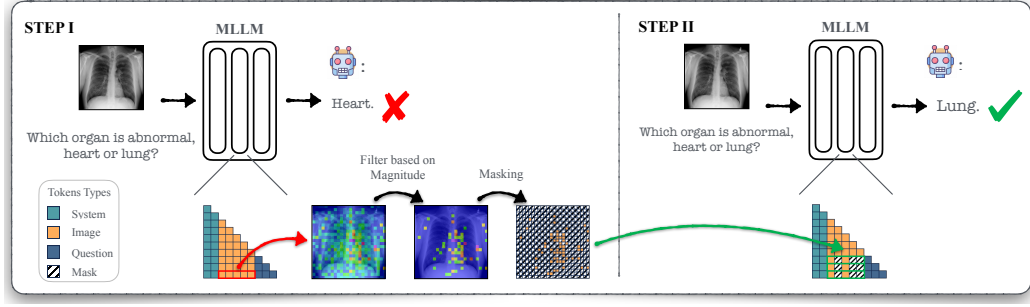 STEP I
MLLM
:
Heart.
Which organ is abnormal,
heart or lung?
Filter based on
Magnitude
Masking
Tokens Types
System
Image
Question
Mask
STEP II
MLLM
:
Lung.
Which organ is abnormal,
heart or lung?